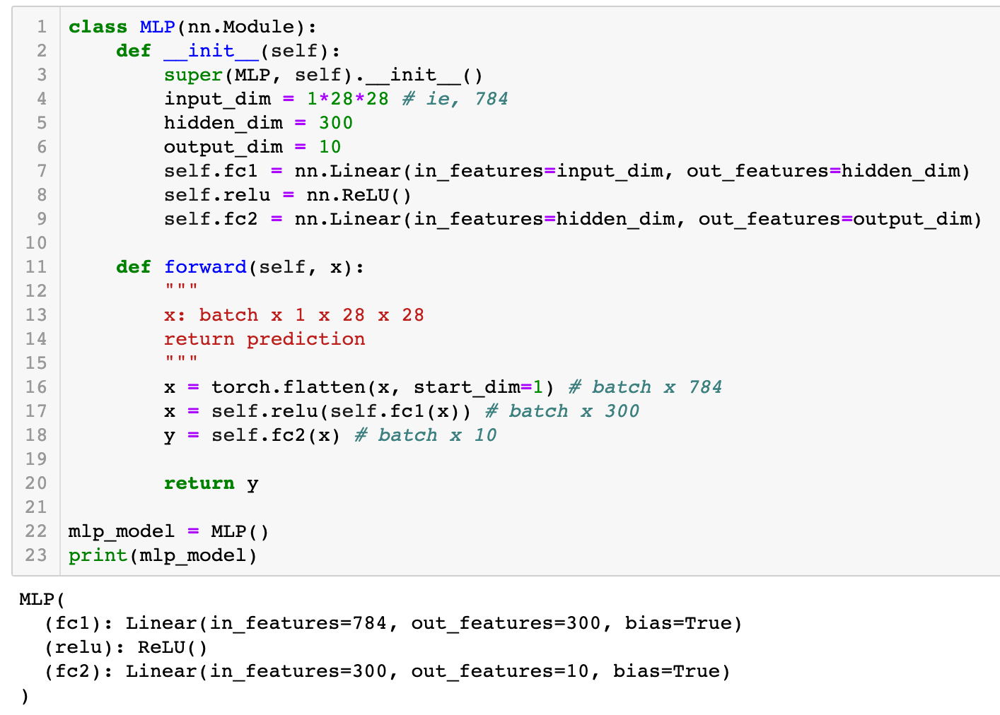 1 class MLP(nn.Module):
2     def __init__(self):
3         super(MLP, self).__init__()
4         input_dim = 1*28*28 # ie, 784
5         hidden_dim = 300
6         output_dim = 10
7         self.fc1 = nn.Linear(in_features=input_dim, out_features=hidden_dim)
8         self.relu = nn.ReLU()
9         self.fc2 = nn.Linear(in_features=hidden_dim, out_features=output_dim)
10
11     def forward(self, x):
12         """
13         x: batch x 1 x 28 x 28
14         return prediction
15         """
16         x = torch.flatten(x, start_dim=1) # batch x 784
17         x = self.relu(self.fc1(x)) # batch x 300
18         y = self.fc2(x) # batch x 10
19
20         return y
21
22 mlp_model = MLP()
23 print(mlp_model)
MLP(
  (fc1): Linear(in_features=784, out_features=300, bias=True)
  (relu): ReLU()
  (fc2): Linear(in_features=300, out_features=10, bias=True)
)